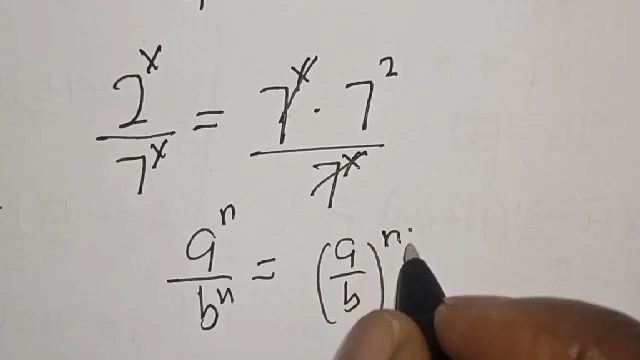 2^x / 7^x = 7^x · 7^2 / 7^x
a^n / b^n = (a/b)^n